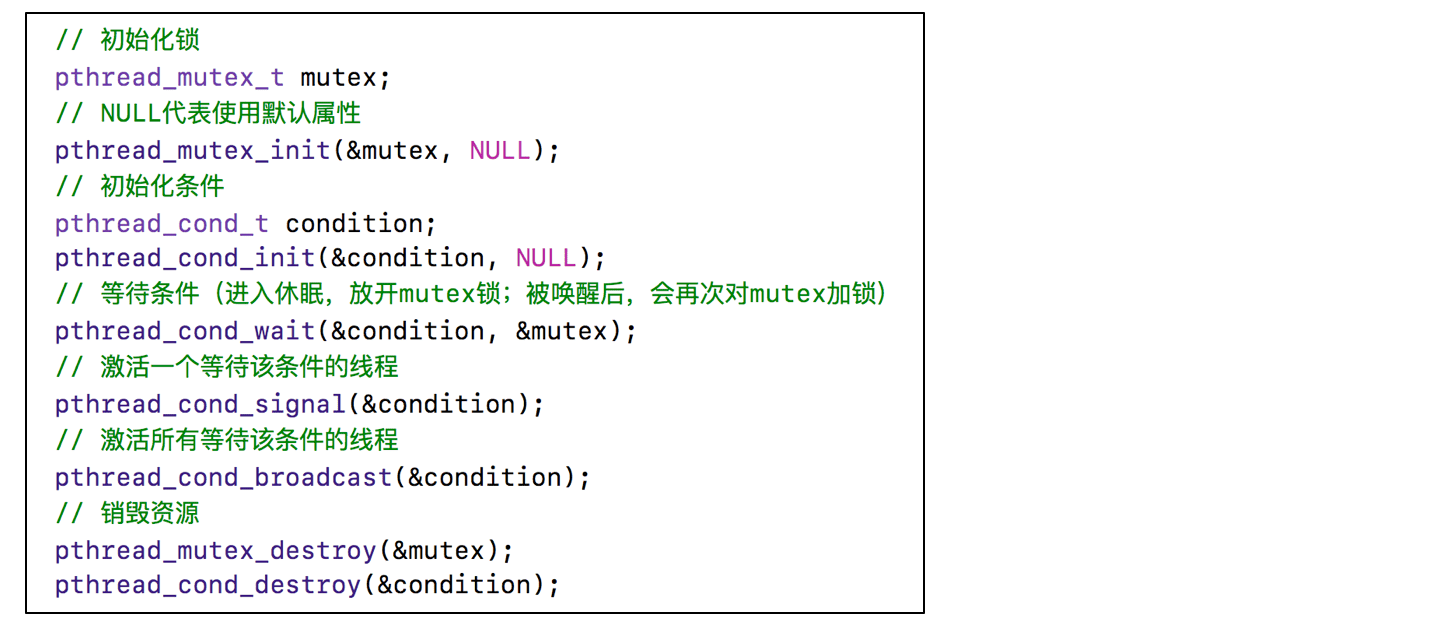 // 初始化锁
pthread_mutex_t mutex;
// NULL代表使用默认属性
pthread_mutex_init(&mutex, NULL);
// 初始化条件
pthread_cond_t condition;
pthread_cond_init(&condition, NULL);
// 等待条件（进入休眠，放开mutex锁；被唤醒后，会再次对mutex加锁）
pthread_cond_wait(&condition, &mutex);
// 激活一个等待该条件的线程
pthread_cond_signal(&condition);
// 激活所有等待该条件的线程
pthread_cond_broadcast(&condition);
// 销毁资源
pthread_mutex_destroy(&mutex);
pthread_cond_destroy(&condition);